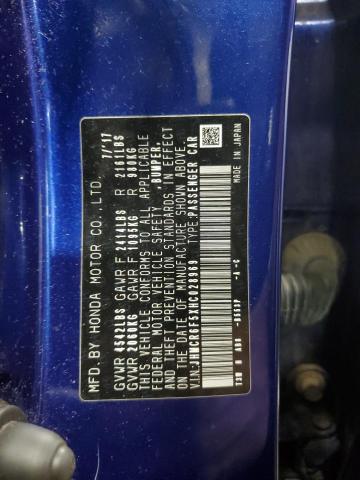 MFD.BY HONDA MOTOR CO.,LTD 7/'17
GVWR 4542LBS GAWR F 2414LBS R 2161LBS
GVWR 2060KG GAWR F 1095KG R 980KG
THIS VEHICLE CONFORMS TO ALL APPLICABLE
FEDERAL MOTOR VEHICLE SAFETY ,BUMPER,
AND THEFT PREVENTION STANDARDS IN EFFECT
ON THE DATE OF MANUFACTURE SHOWN ABOVE.
V.I.N.:JHMCR6F5XHC028969 TYPE:PASSENGER CAR
MADE IN JAPAN
-A -C